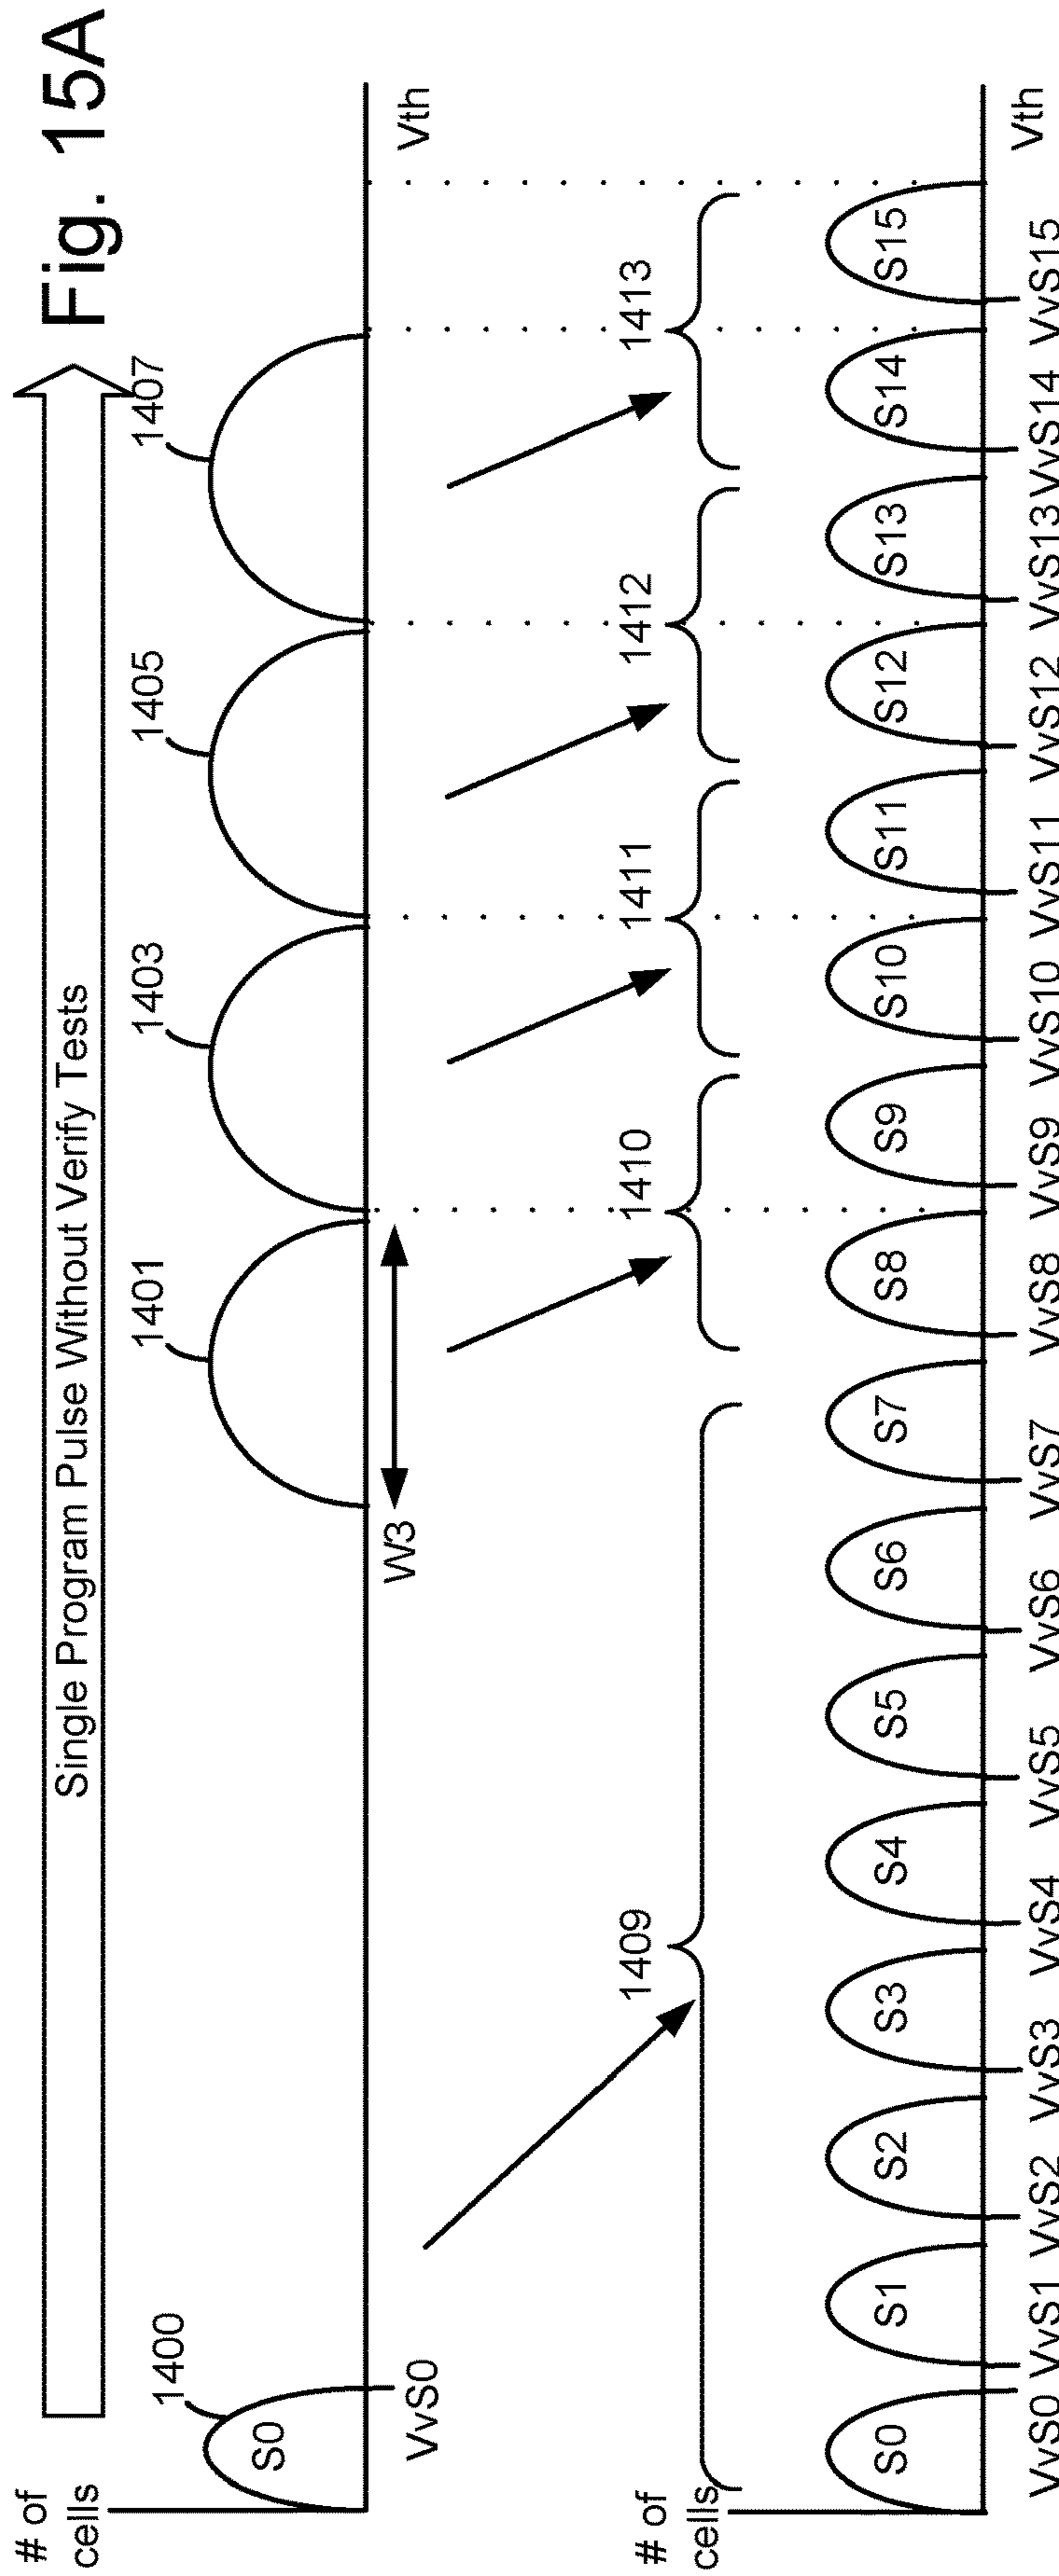 Fig. 15A
Single Program Pulse Without Verify Tests
# of
cells
1400
1401
1403
1405
1407
S0
VvS0
W3
Vth
# of
cells
1409
1410
1411
1412
1413
S0
S1
S2
S3
S4
S5
S6
S7
S8
S9
S10
S11
S12
S13
S14
S15
VvS0
VvS1
VvS2
VvS3
VvS4
VvS5
VvS6
VvS7
VvS8
VvS9
VvS10
VvS11
VvS12
VvS13
VvS14
VvS15
Vth